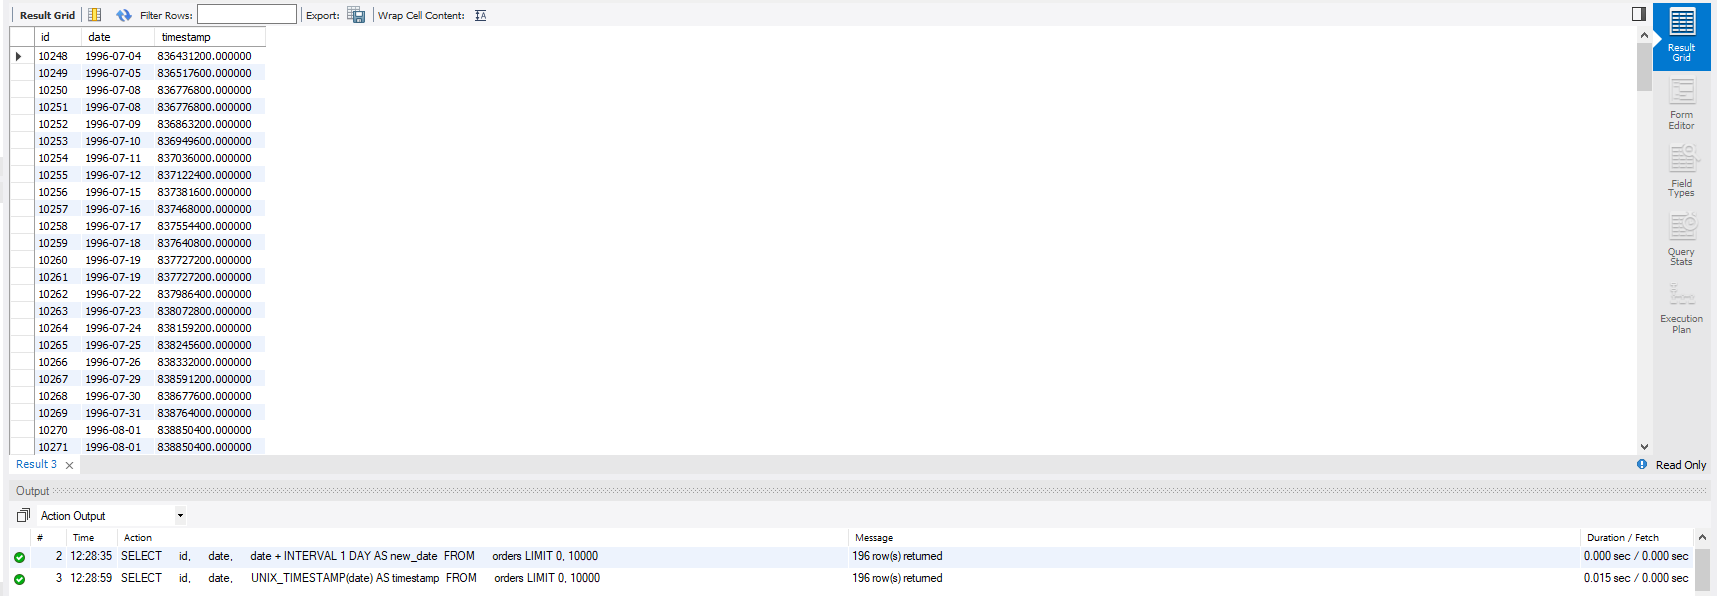 Result Grid Filter Rows: Export: Wrap Cell Content:
id date timestamp
10248 1996-07-04 836431200.000000
10249 1996-07-05 836517600.000000
10250 1996-07-08 836776800.000000
10251 1996-07-08 836776800.000000
10252 1996-07-09 836863200.000000
10253 1996-07-10 836949600.000000
10254 1996-07-11 837036000.000000
10255 1996-07-12 837122400.000000
10256 1996-07-15 837381600.000000
10257 1996-07-16 837468000.000000
10258 1996-07-17 837554400.000000
10259 1996-07-18 837640800.000000
10260 1996-07-19 837727200.000000
10261 1996-07-19 837727200.000000
10262 1996-07-22 837986400.000000
10263 1996-07-23 838072800.000000
10264 1996-07-24 838159200.000000
10265 1996-07-25 838245600.000000
10266 1996-07-26 838332000.000000
10267 1996-07-29 838591200.000000
10268 1996-07-30 838677600.000000
10269 1996-07-31 838764000.000000
10270 1996-08-01 838850400.000000
10271 1996-08-01 838850400.000000
Result
Grid
Form
Editor
Field
Types
Query
Stats
Execution
Plan
Result 3 Read Only
Output
Action Output
# Time Action Message Duration / Fetch
2 12:28:35 SELECT id, date, date + INTERVAL 1 DAY AS new_date FROM orders LIMIT 0, 10000 196 row(s) returned 0.000 sec / 0.000 sec
3 12:28:59 SELECT id, date, UNIX_TIMESTAMP(date) AS timestamp FROM orders LIMIT 0, 10000 196 row(s) returned 0.015 sec / 0.000 sec